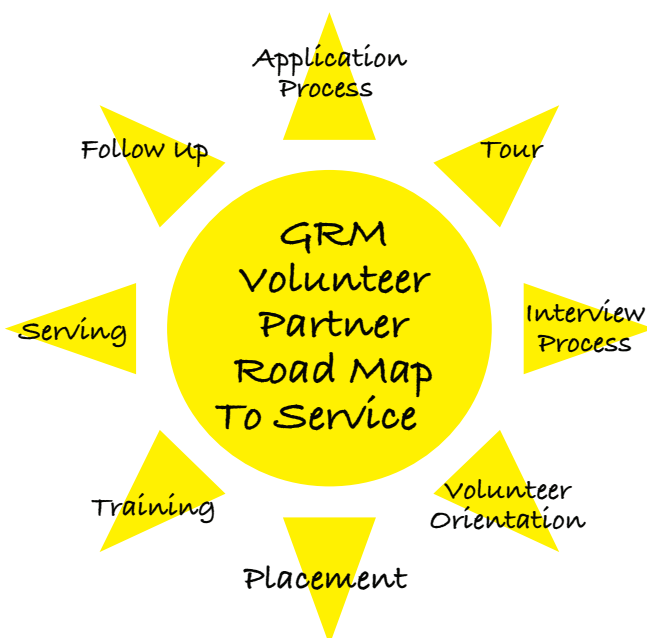 Application
Process
Tour
Interview
Process
Volunteer
Orientation
Placement
Training
Serving
Follow Up
GRM
Volunteer
Partner
Road Map
To Service